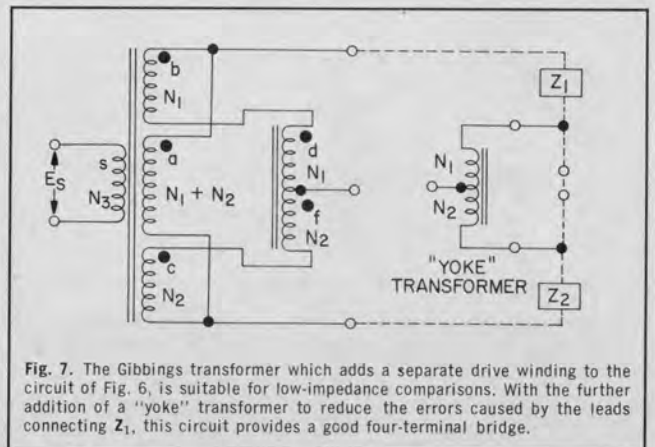 b
N1
Z1
a
d
N1
N1
ES
s
N3
N1 + N2
f
N2
N2
c
N2
"YOKE"
TRANSFORMER
Z2
Fig. 7. The Gibbings transformer which adds a separate drive winding to the
circuit of Fig. 6, is suitable for low-impedance comparisons. With the further
addition of a "yoke" transformer to reduce the errors caused by the leads
connecting Z1, this circuit provides a good four-terminal bridge.